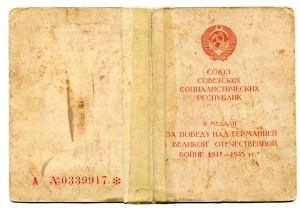 СОЮЗ
СОВЕТСКИХ
СОЦИАЛИСТИЧЕСКИХ
РЕСПУБЛИК
К МЕДАЛИ
ЗА ПОБЕДУ НАД ГЕРМАНИЕЙ
ВЕЛИКОЙ ОТЕЧЕСТВЕННОЙ
ВОЙНЕ 1941—1945 гг."
А №0339917 *